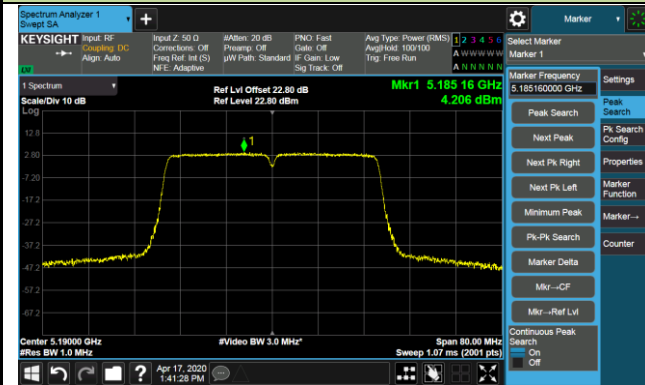 Spectrum Analyzer 1
Swept SA
Marker
KEYSIGHT
Input: RF
Coupling: DC
Align: Auto
Input Z: 50 Ω
Corrections: Off
Freq Ref: Int (S)
NFE: Adaptive
#Atten: 20 dB
Preamp: Off
µW Path: Standard
PNO: Fast
Gate: Off
IF Gain: Low
Sig Track: Off
Avg Type: Power (RMS)
Avg|Hold: 100/100
Trig: Free Run
1 2 3 4 5 6
A W W W W W
A N N N N N
Select Marker
Marker 1
1 Spectrum
Scale/Div 10 dB
Log
Ref Lvl Offset 22.80 dB
Ref Level 22.80 dBm
Mkr1 5.185 16 GHz
4.206 dBm
12.8
2.80
-7.20
-17.2
-27.2
-37.2
-47.2
-57.2
-67.2
1
Center 5.19000 GHz
#Res BW 1.0 MHz
#Video BW 3.0 MHz*
Span 80.00 MHz
Sweep 1.07 ms (2001 pts)
Marker Frequency
5.185160000 GHz
Peak Search
Next Peak
Next Pk Right
Next Pk Left
Minimum Peak
Pk-Pk Search
Marker Delta
Mkr→CF
Mkr→Ref Lvl
Continuous Peak
Search
On
Off
Settings
Peak
Search
Pk Search
Config
Properties
Marker
Function
Marker→
Counter
?
Apr 17, 2020
1:41:28 PM